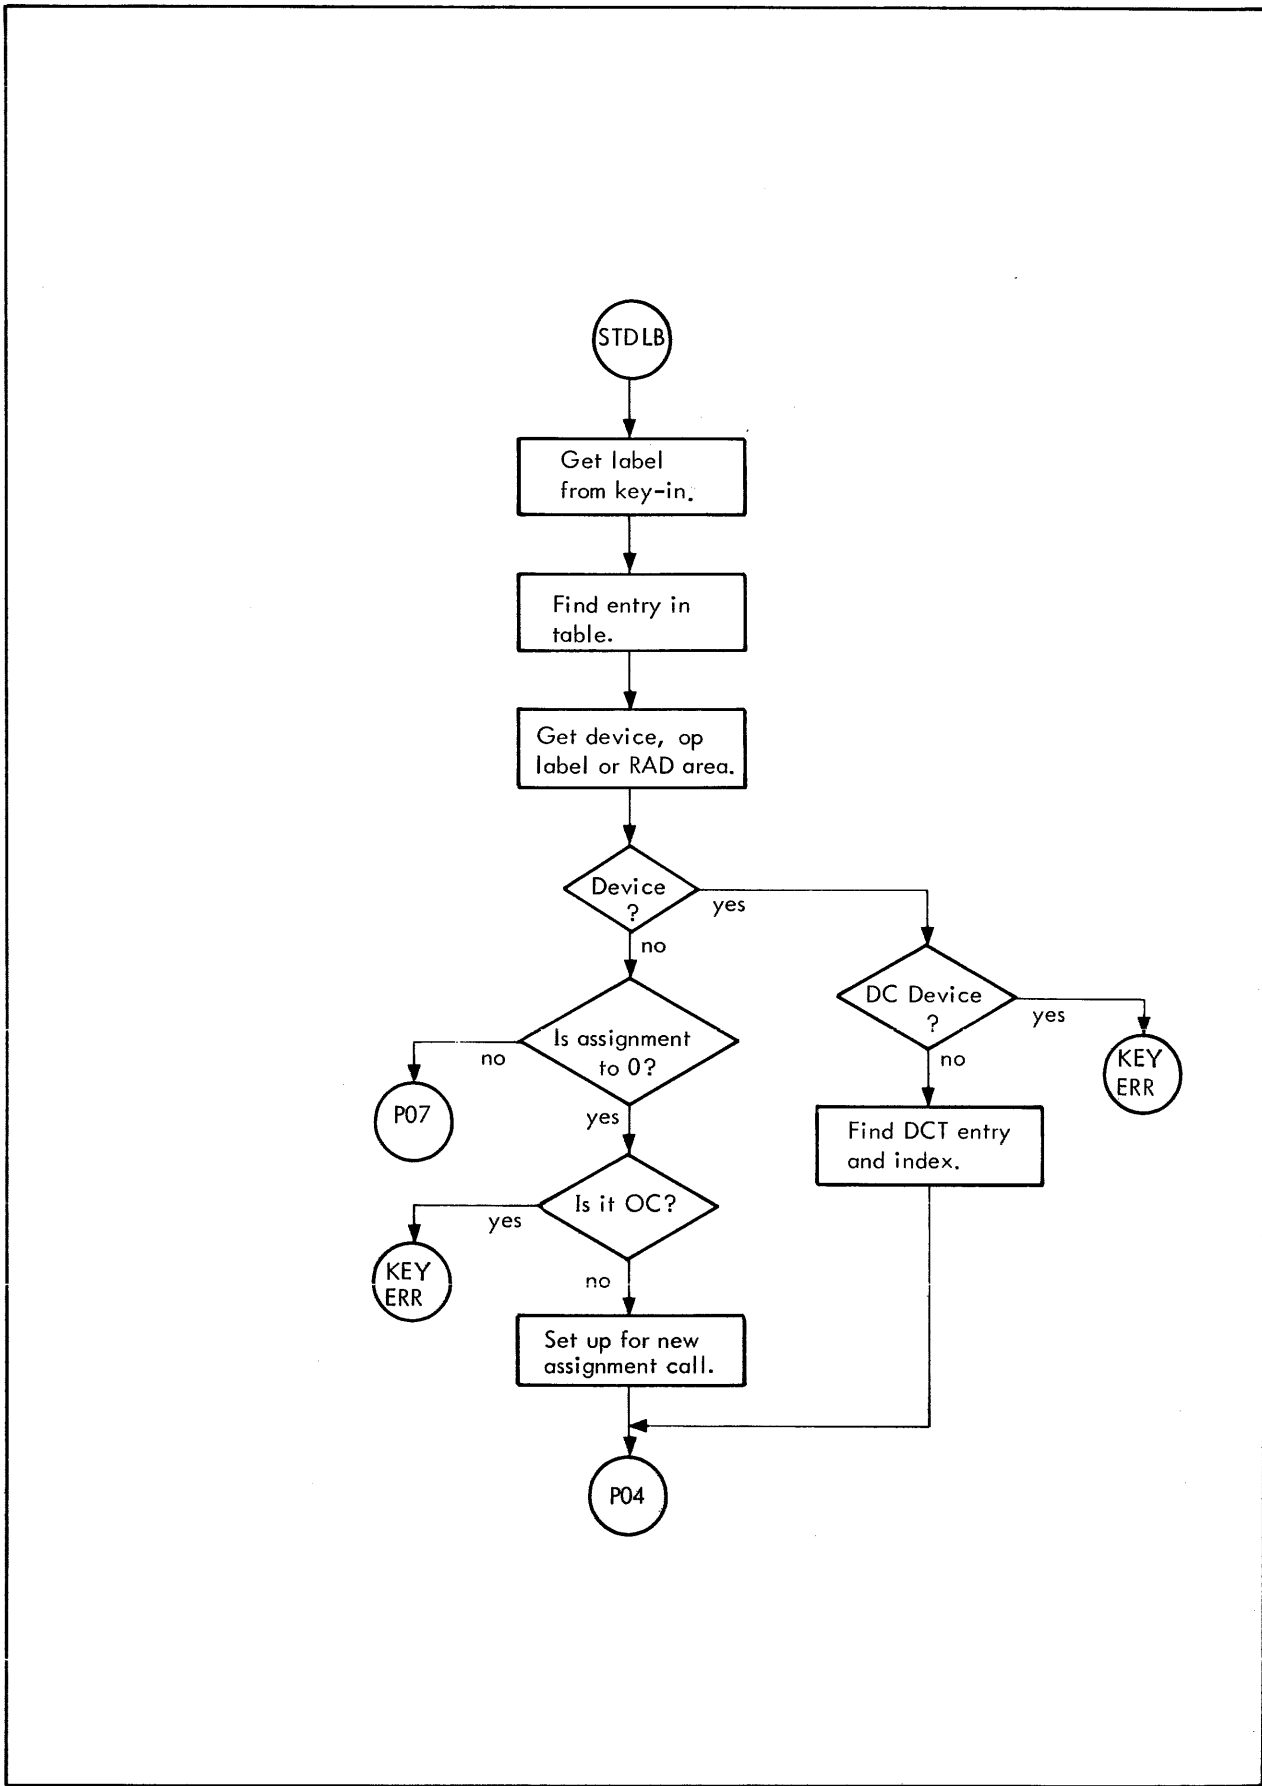 STDLB
Get label
from key-in.
Find entry in
table.
Get device, op
label or RAD area.
Device
?
yes
no
DC Device
?
yes
no
Is assignment
to 0?
no
yes
KEY
ERR
P07
Find DCT entry
and index.
Is it OC?
yes
no
KEY
ERR
Set up for new
assignment call.
P04